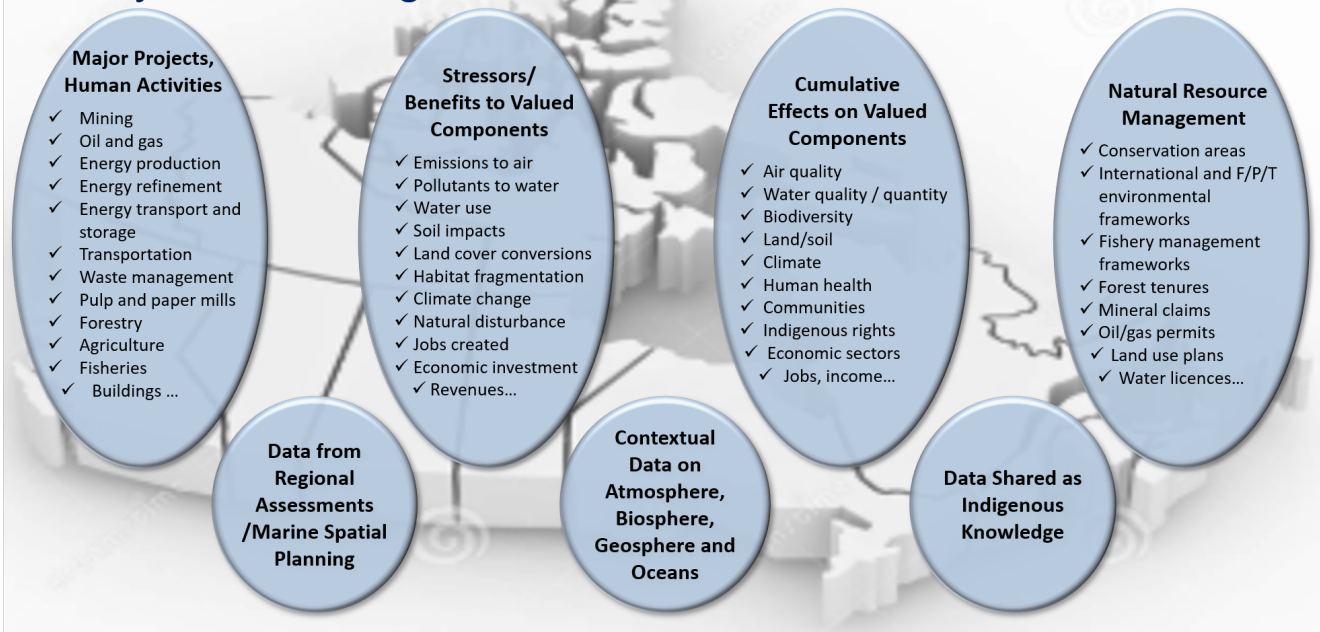 Major Projects,
Human Activities
✓ Mining
✓ Oil and gas
✓ Energy production
✓ Energy refinement
✓ Energy transport and
storage
✓ Transportation
✓ Waste management
✓ Pulp and paper mills
✓ Forestry
✓ Agriculture
✓ Fisheries
✓ Buildings ...
Stressors/
Benefits to Valued
Components
✓ Emissions to air
✓ Pollutants to water
✓ Water use
✓ Soil impacts
✓ Land cover conversions
✓ Habitat fragmentation
✓ Climate change
✓ Natural disturbance
✓ Jobs created
✓ Economic investment
✓ Revenues...
Cumulative
Effects on Valued
Components
✓ Air quality
✓ Water quality / quantity
✓ Biodiversity
✓ Land/soil
✓ Climate
✓ Human health
✓ Communities
✓ Indigenous rights
✓ Economic sectors
✓ Jobs, income...
Natural Resource
Management
✓ Conservation areas
✓ International and F/P/T
environmental
frameworks
✓ Fishery management
frameworks
✓ Forest tenures
✓ Mineral claims
✓ Oil/gas permits
✓ Land use plans
✓ Water licences...
Data from
Regional
Assessments
/Marine Spatial
Planning
Contextual
Data on
Atmosphere,
Biosphere,
Geosphere and
Oceans
Data Shared as
Indigenous
Knowledge